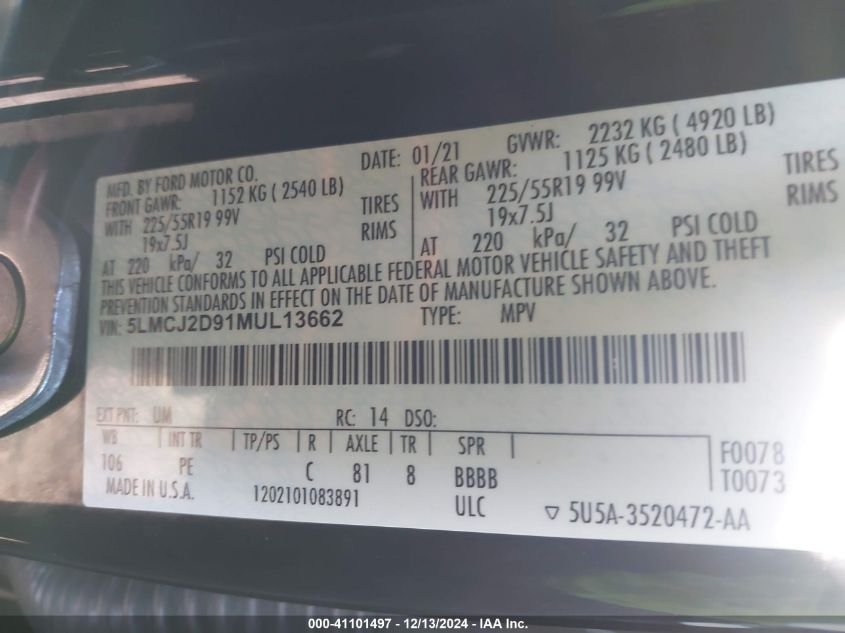 MFD. BY FORD MOTOR CO. DATE: 01/21 GVWR: 2232 KG ( 4920 LB)
FRONT GAWR: 1152 KG ( 2540 LB) REAR GAWR: 1125 KG ( 2480 LB)
WITH 225/55R19 99V TIRES WITH 225/55R19 99V TIRES
19x7.5J RIMS 19x7.5J RIMS
AT 220 kPa/ 32 PSI COLD AT 220 kPa/ 32 PSI COLD
THIS VEHICLE CONFORMS TO ALL APPLICABLE FEDERAL MOTOR VEHICLE SAFETY AND THEFT
PREVENTION STANDARDS IN EFFECT ON THE DATE OF MANUFACTURE SHOWN ABOVE.
VIN: 5LMCJ2D91MUL13662 TYPE: MPV
EXT PNT: UM RC: 14 DSO:
WB INT TR TP/PS R AXLE TR SPR F0078
106 PE C 81 8 BBBB T0073
MADE IN U.S.A. 1202101083891 ULC 5U5A-3520472-AA
000-41101497 - 12/13/2024 - IAA Inc.